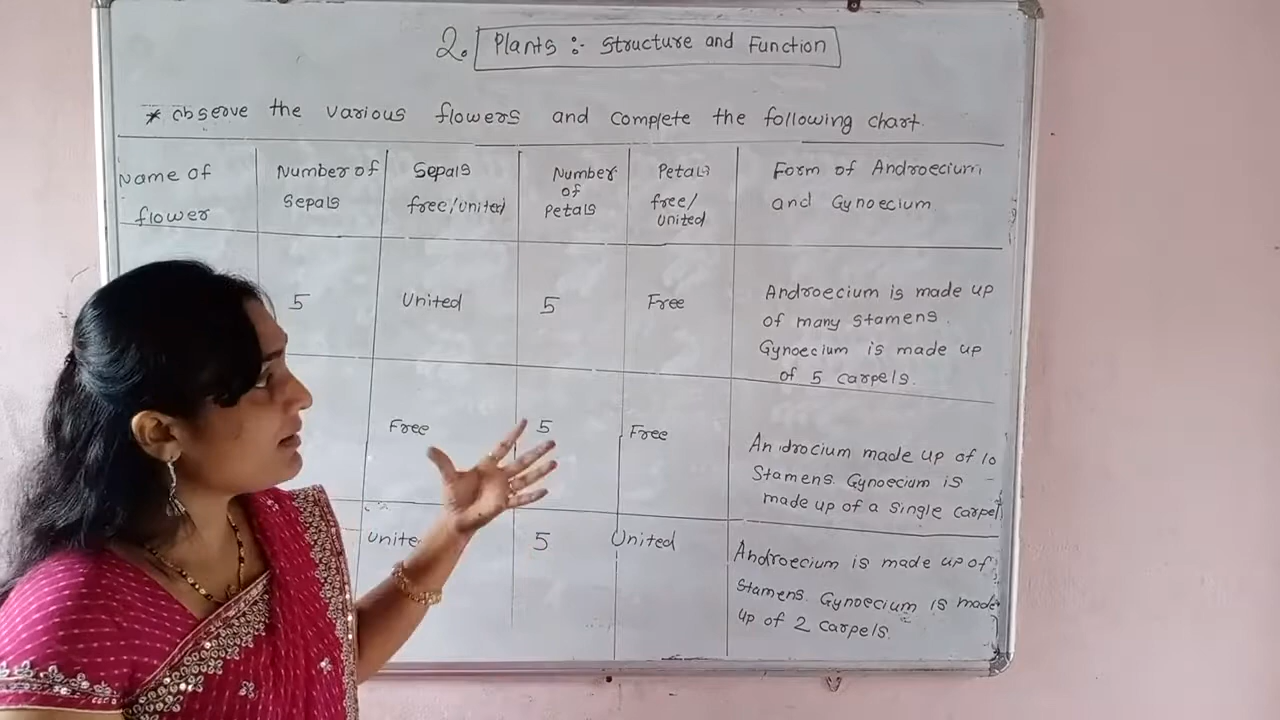 2. Plants :- Structure and Function
* observe the various flowers and complete the following chart.
Name of flower
Number of Sepals
Sepals free/united
Number of Petals
Petals free/united
Form of Androecium and Gynoecium
5
United
5
Free
Androecium is made up
of many stamens.
Gynoecium is made up
of 5 carpels.
Free
5
Free
Androcium made up of 10
Stamens. Gynoecium is
made up of a single carpel
5
United
Androecium is made up of
Stamens. Gynoecium is made
up of 2 carpels.